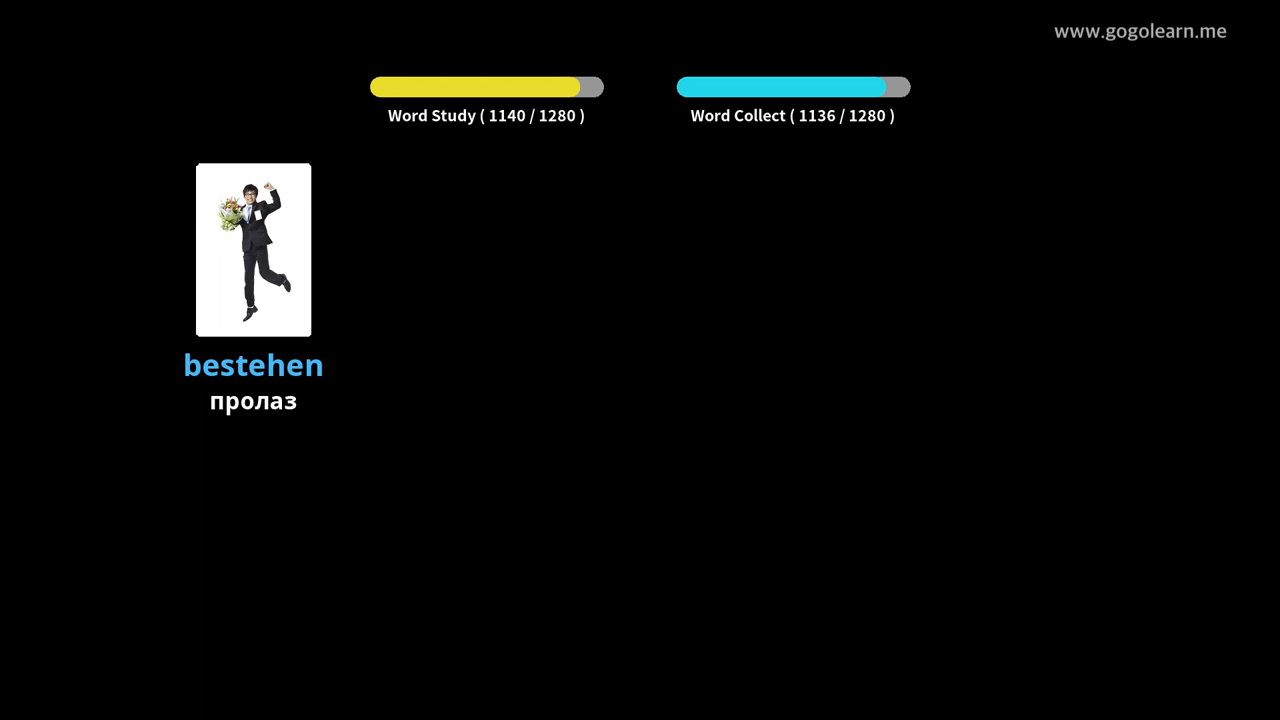 www.gogolearn.me
Word Study ( 1140 / 1280 )
Word Collect ( 1136 / 1280 )
bestehen
пролаз